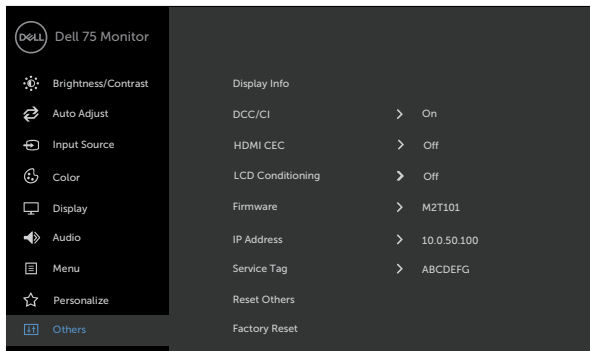 DELL Dell 75 Monitor
Brightness/Contrast Display Info
Auto Adjust DCC/CI > On
Input Source HDMI CEC > Off
Color LCD Conditioning > Off
Display Firmware > M2T101
Audio IP Address > 10.0.50.100
Menu Service Tag > ABCDEFG
Personalize Reset Others
Others Factory Reset